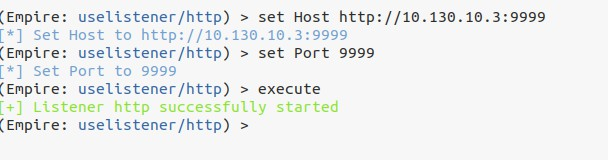 (Empire: uselistener/http) > set Host http://10.130.10.3:9999
[*] Set Host to http://10.130.10.3:9999
(Empire: uselistener/http) > set Port 9999
[*] Set Port to 9999
(Empire: uselistener/http) > execute
[+] Listener http successfully started
(Empire: uselistener/http) >